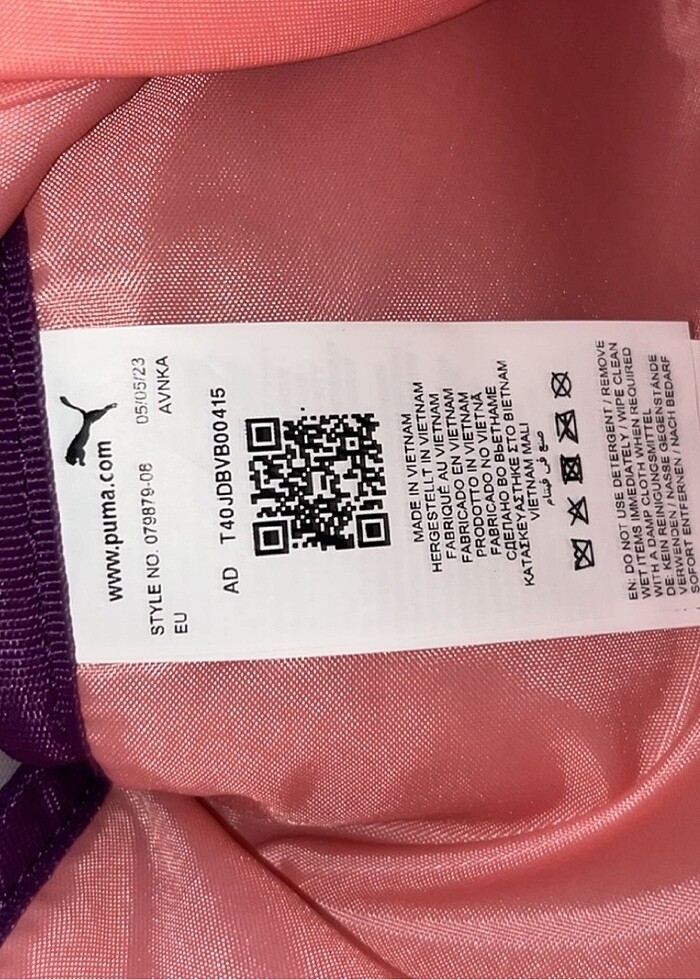 www.puma.com
STYLE NO. 079879-08 05/05/23
EU AVNKA
AD T40JDBVB00415
MADE IN VIETNAM
HERGESTELLT IN VIETNAM
FABRIQUÉ AU VIETNAM
FABRICADO EN VIETNAM
PRODOTTO IN VIETNAM
FABRICADO NO VIETNÃ
СДЕЛАНО ВО ВЬЕТНАМЕ
ΚΑΤΑΣΚΕΥΑΣΤΗΚΕ ΣΤΟ ΒΙΕΤΝΑΜ
VIETNAM MALI
صنع في فيتنام
EN: DO NOT USE DETERGENT / REMOVE
WET ITEMS IMMEDIATELY / WIPE CLEAN
WITH A DAMP CLOTH WHEN REQUIRED
DE: KEIN REINIGUNGSMITTEL
VERWENDEN / NASSE GEGENSTÄNDE
SOFORT ENTFERNEN / NACH BEDARF